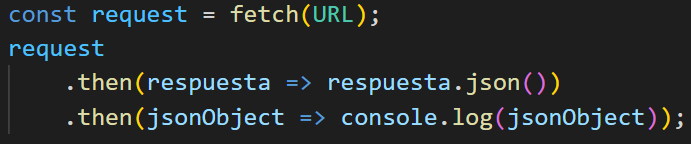 const request = fetch(URL);
request
    .then(respuesta => respuesta.json())
    .then(jsonObject => console.log(jsonObject));